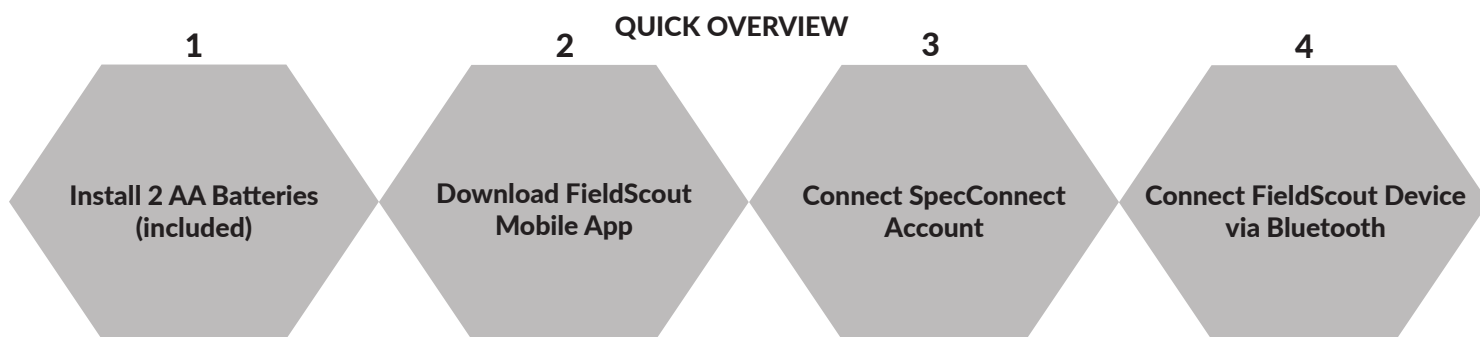 QUICK OVERVIEW
1
Install 2 AA Batteries
(included)
2
Download FieldScout
Mobile App
3
Connect SpecConnect
Account
4
Connect FieldScout Device
via Bluetooth